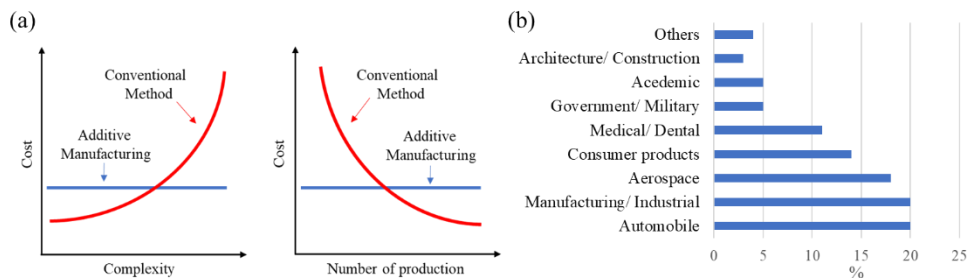 (a)
Conventional
Method
Additive
Manufacturing
Cost
Complexity
Conventional
Method
Additive
Manufacturing
Cost
Number of production
(b)
Others
Architecture/ Construction
Acedemic
Government/ Military
Medical/ Dental
Consumer products
Aerospace
Manufacturing/ Industrial
Automobile
0 5 10 15 20 25
%